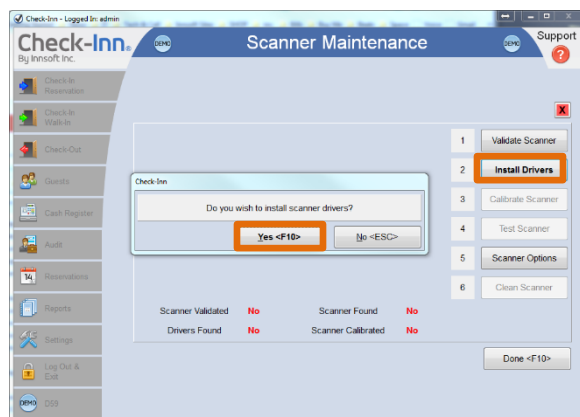 Check-Inn - Logged In: admin
Check-Inn®
By Innsoft Inc.
DEMO
Scanner Maintenance
DEMO
Support
?
X
Check-In
Reservation
Check-In
Walk-In
Check-Out
Guests
Cash Register
Audit
14
Reservations
Reports
Settings
Log Out &
Exit
DEMO
D59
1 Validate Scanner
2 Install Drivers
3 Calibrate Scanner
4 Test Scanner
5 Scanner Options
6 Clean Scanner
Check-Inn
Do you wish to install scanner drivers?
Yes <F10>
No <ESC>
Scanner Validated No Scanner Found No
Drivers Found No Scanner Calibrated No
Done <F10>